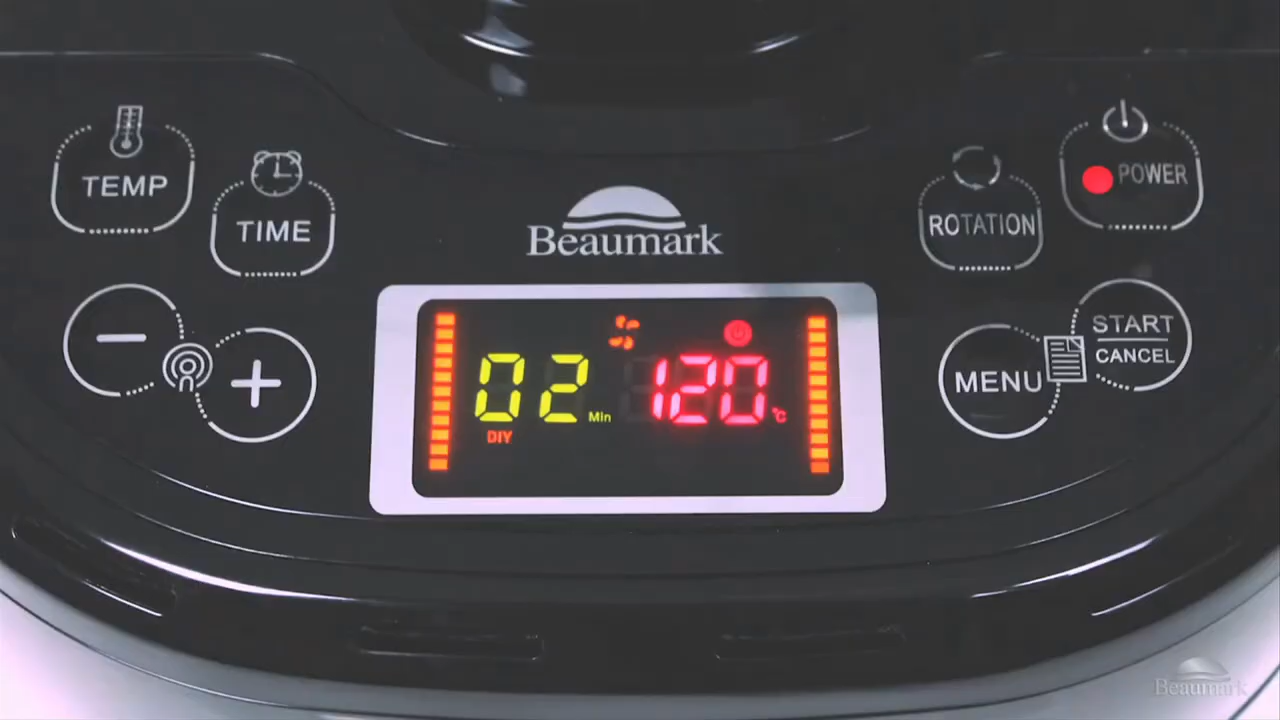 TEMP
TIME
Beaumark
ROTATION
POWER
02 Min 120 °C
DIY
MENU
START
CANCEL
Beaumark